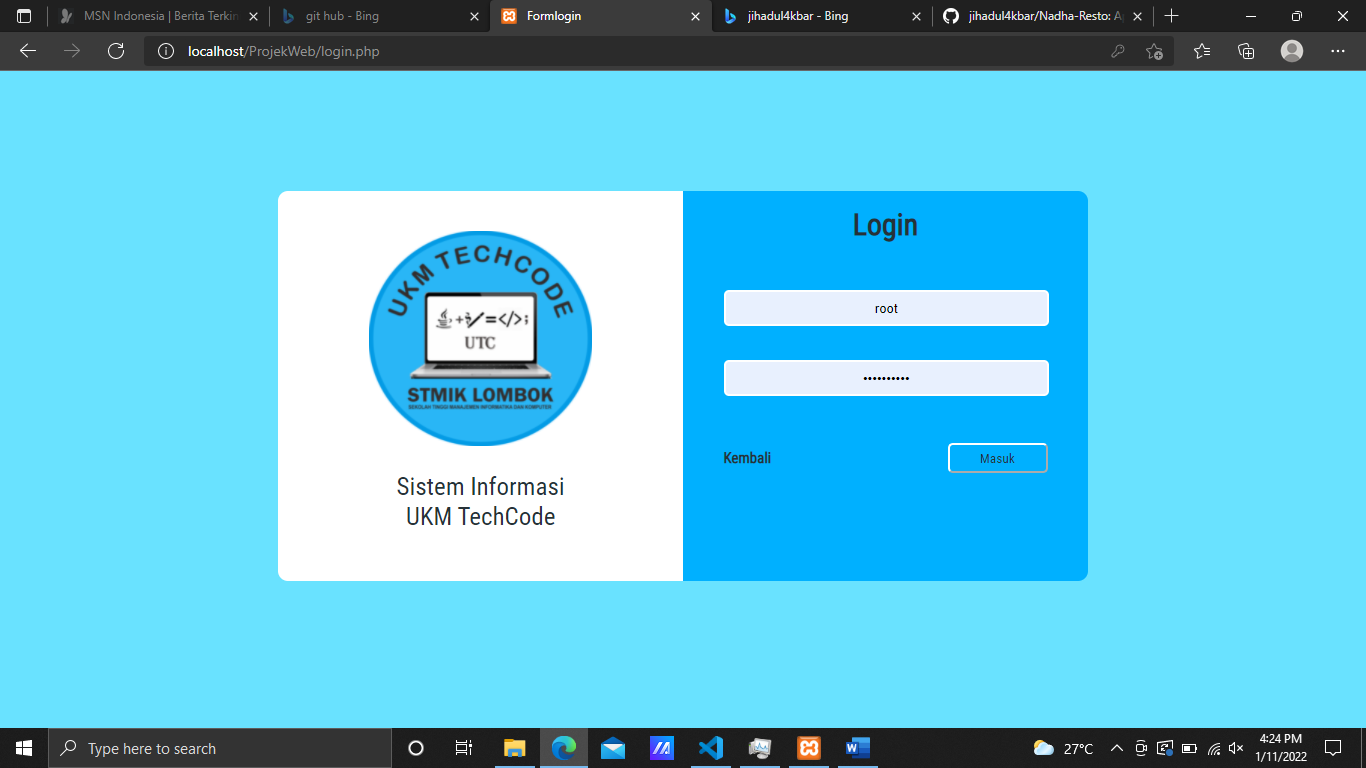 MSN Indonesia | Berita Terkin
git hub - Bing
Formlogin
jihadul4kbar - Bing
jihadul4kbar/Nadha-Resto: A
localhost/ProjekWeb/login.php
UKM TECHCODE
+ /=</>;
UTC
STMIK LOMBOK
SEKOLAH TINGGI MANAJEMEN INFORMATIKA DAN KOMPUTER
Sistem Informasi
UKM TechCode
Login
root
••••••••••
Kembali
Masuk
Type here to search
27°C
4:24 PM
1/11/2022